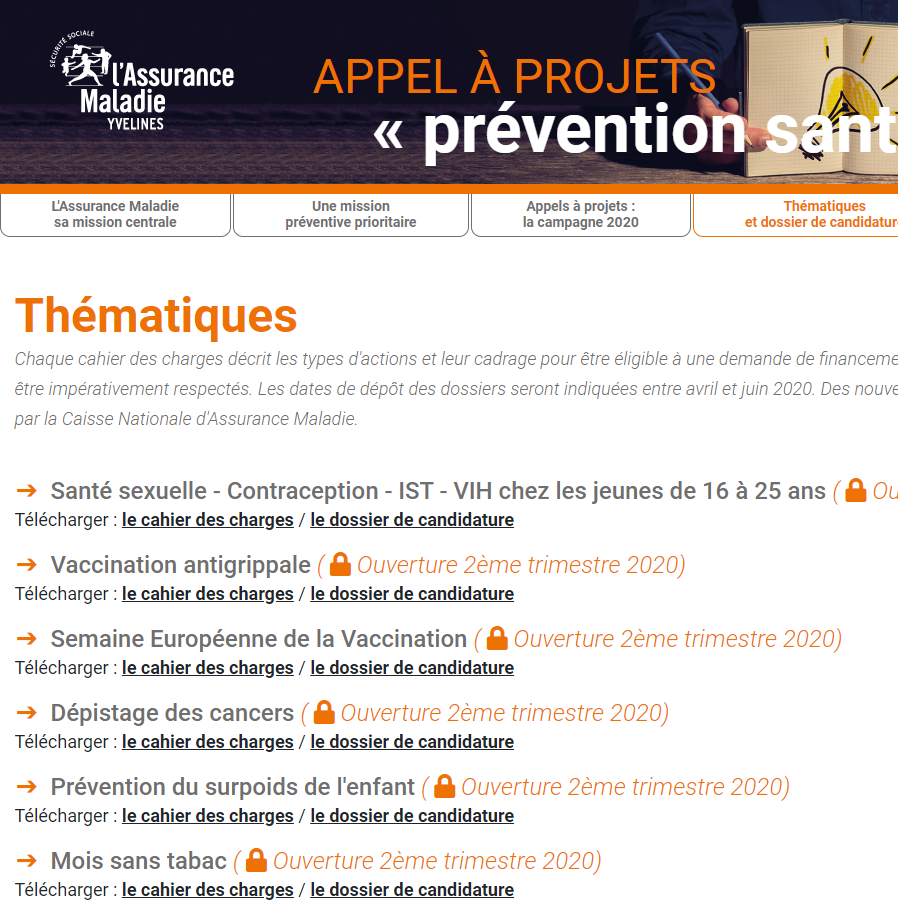 SÉCURITÉ SOCIALE
l'Assurance
Maladie
YVELINES
APPEL À PROJETS
« prévention sant
L'Assurance Maladie
sa mission centrale
Une mission
préventive prioritaire
Appels à projets :
la campagne 2020
Thématiques
et dossier de candidatur
Thématiques
Chaque cahier des charges décrit les types d'actions et leur cadrage pour être éligible à une demande de financeme
être impérativement respectés. Les dates de dépôt des dossiers seront indiquées entre avril et juin 2020. Des nouve
par la Caisse Nationale d'Assurance Maladie.
➔ Santé sexuelle - Contraception - IST - VIH chez les jeunes de 16 à 25 ans ( Ou
Télécharger : le cahier des charges / le dossier de candidature
➔ Vaccination antigrippale ( Ouverture 2ème trimestre 2020)
Télécharger : le cahier des charges / le dossier de candidature
➔ Semaine Européenne de la Vaccination ( Ouverture 2ème trimestre 2020)
Télécharger : le cahier des charges / le dossier de candidature
➔ Dépistage des cancers ( Ouverture 2ème trimestre 2020)
Télécharger : le cahier des charges / le dossier de candidature
➔ Prévention du surpoids de l'enfant ( Ouverture 2ème trimestre 2020)
Télécharger : le cahier des charges / le dossier de candidature
➔ Mois sans tabac ( Ouverture 2ème trimestre 2020)
Télécharger : le cahier des charges / le dossier de candidature